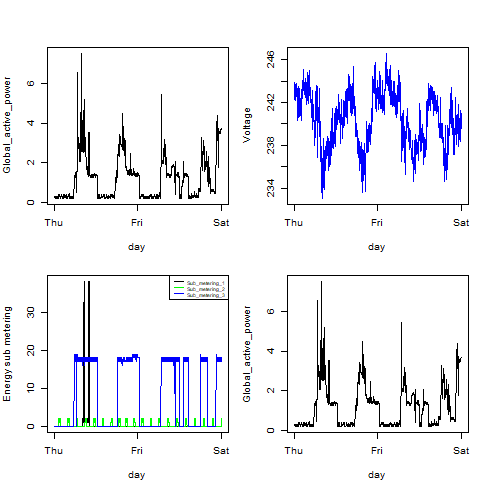 Global_active_power
0 2 4 6
Thu Fri Sat
day
Voltage
234 238 242 246
Thu Fri Sat
day
Energy sub metering
0 10 20 30
Sub_metering_1
Sub_metering_2
Sub_metering_3
Thu Fri Sat
day
Global_active_power
0 2 4 6
Thu Fri Sat
day